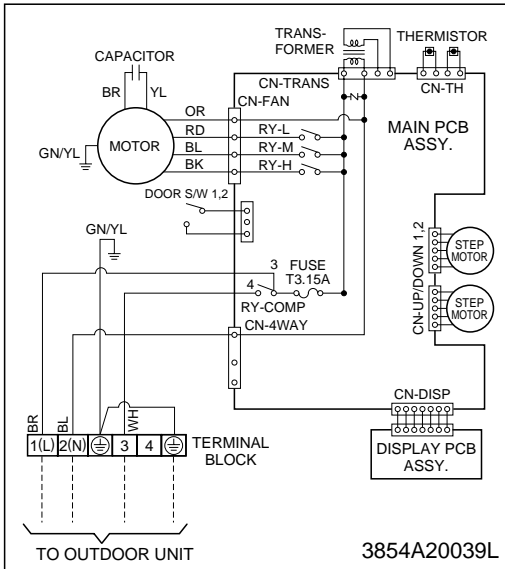 TRANS-
FORMER
THERMISTOR
CAPACITOR
BR
YL
CN-TRANS
CN-TH
CN-FAN
N
OR
MAIN PCB
ASSY.
RD
RY-L
GN/YL
MOTOR
BL
RY-M
BK
RY-H
DOOR S/W 1,2
GN/YL
CN-UP/DOWN 1,2
STEP
MOTOR
STEP
MOTOR
3
FUSE
T3.15A
4
RY-COMP
CN-4WAY
CN-DISP
BR
BL
WH
1(L)
2(N)
3
4
TERMINAL
BLOCK
DISPLAY PCB
ASSY.
TO OUTDOOR UNIT
3854A20039L